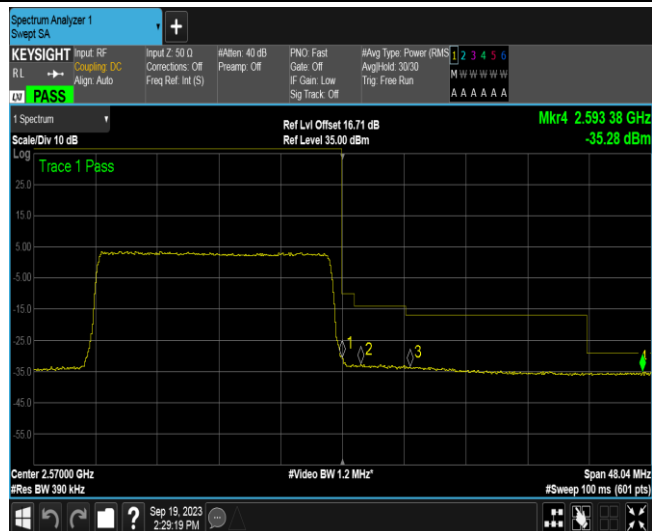 Spectrum Analyzer 1
Swept SA
+
KEYSIGHT
RL
LXI PASS
Input: RF
Coupling: DC
Align: Auto
Input Z: 50 Ω
Corrections: Off
Freq Ref: Int (S)
#Atten: 40 dB
Preamp: Off
PNO: Fast
Gate: Off
IF Gain: Low
Sig Track: Off
#Avg Type: Power (RMS
Avg|Hold: 30/30
Trig: Free Run
1 2 3 4 5 6
M W W W W W
A A A A A A
1 Spectrum
Scale/Div 10 dB
Ref Lvl Offset 16.71 dB
Ref Level 35.00 dBm
Mkr4 2.593 38 GHz
-35.28 dBm
Log
Trace 1 Pass
25.0
15.0
5.00
-5.00
-15.0
-25.0
-35.0
-45.0
-55.0
1
2
3
4
Center 2.57000 GHz
#Res BW 390 kHz
#Video BW 1.2 MHz*
Span 48.04 MHz
#Sweep 100 ms (601 pts)
?
Sep 19, 2023
2:29:19 PM